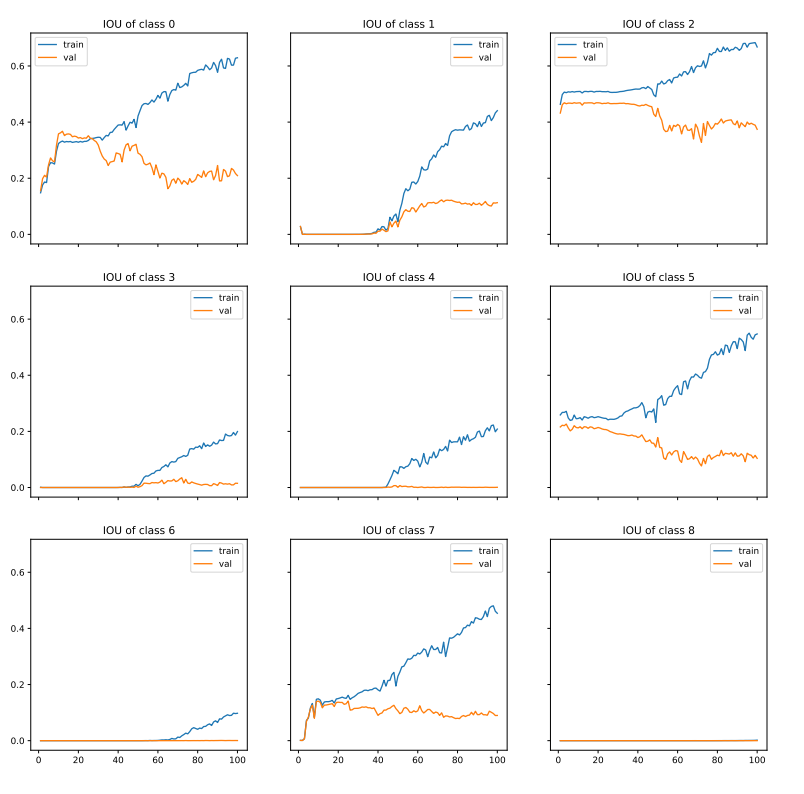 IOU of class 0
train
val
0.6
0.4
0.2
0.0
IOU of class 1
train
val
IOU of class 2
train
val
IOU of class 3
train
val
0.6
0.4
0.2
0.0
IOU of class 4
train
val
IOU of class 5
train
val
IOU of class 6
train
val
0.6
0.4
0.2
0.0
0 20 40 60 80 100
IOU of class 7
train
val
0 20 40 60 80 100
IOU of class 8
train
val
0 20 40 60 80 100